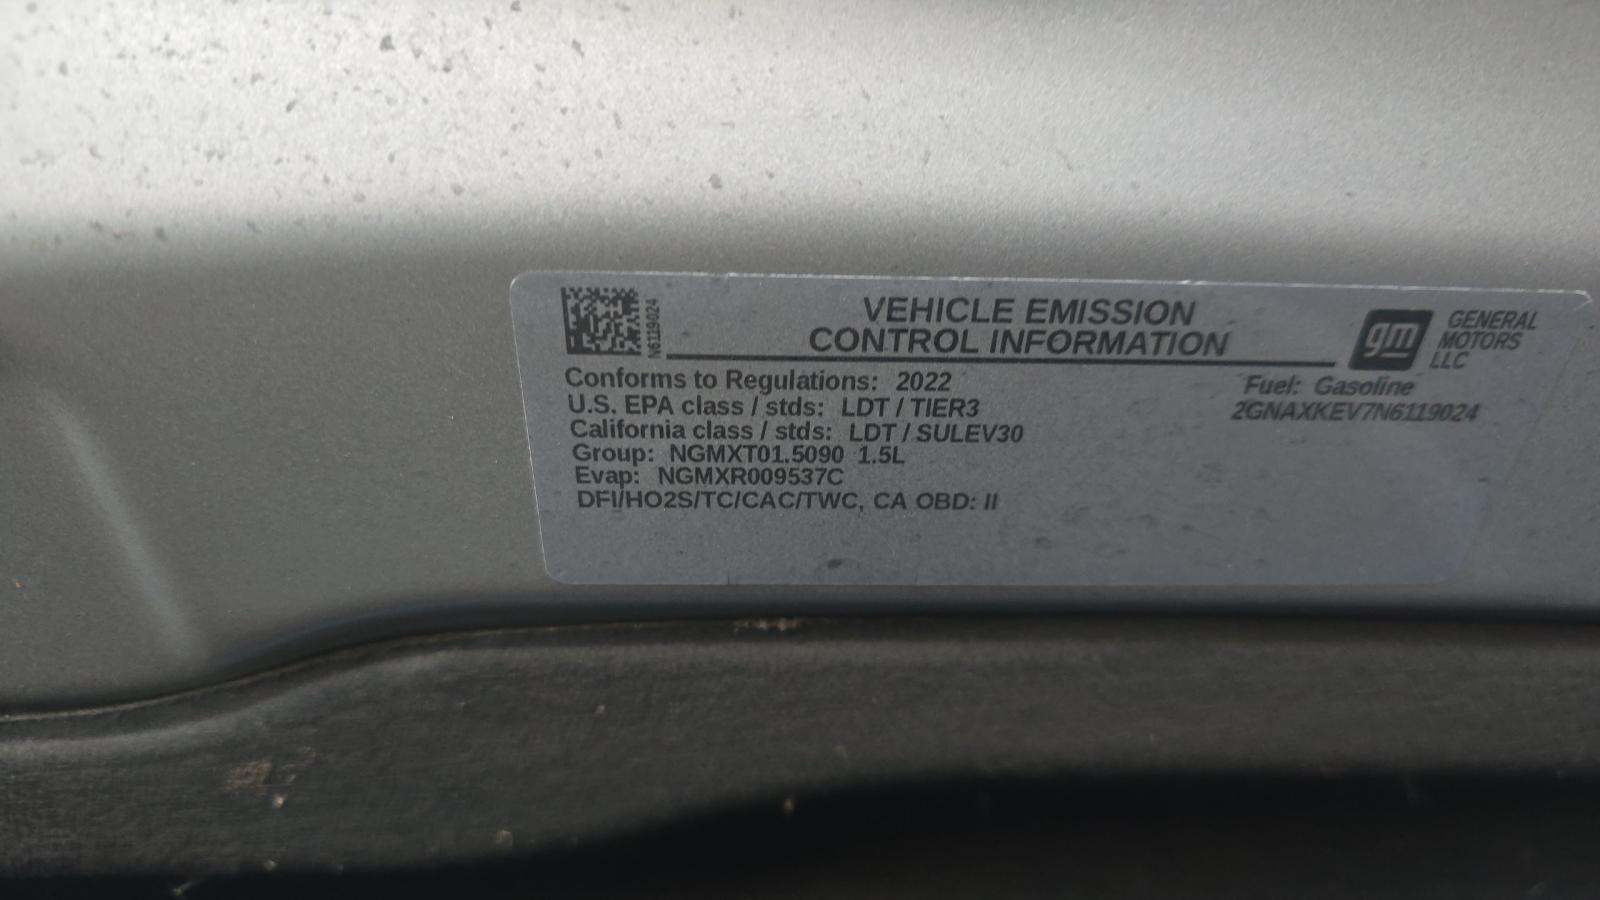 VEHICLE EMISSION
CONTROL INFORMATION
N6119024
gm GENERAL
MOTORS
LLC
Conforms to Regulations: 2022
U.S. EPA class / stds: LDT / TIER3
California class / stds: LDT / SULEV30
Group: NGMXT01.5090 1.5L
Evap: NGMXR009537C
DFI/HO2S/TC/CAC/TWC, CA OBD: II
Fuel: Gasoline
2GNAXKEV7N6119024